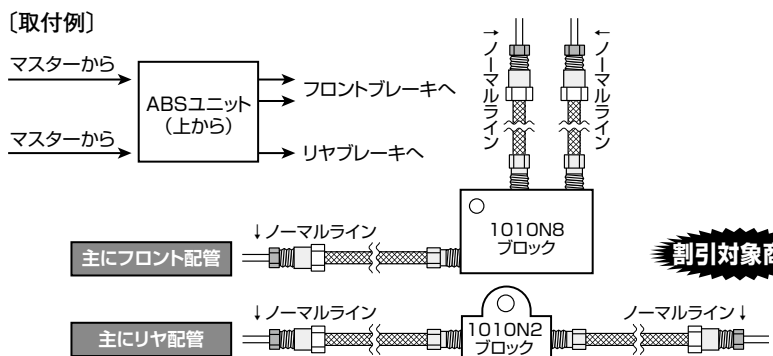 〔取付例〕
マスターから
マスターから
ABSユニット
（上から）
フロントブレーキへ
リヤブレーキへ
→ノーマルライン
←ノーマルライン
1010N8
ブロック
主にフロント配管
↓ノーマルライン
割引対象商
主にリヤ配管
↓ノーマルライン
1010N2
ブロック
ノーマルライン↓